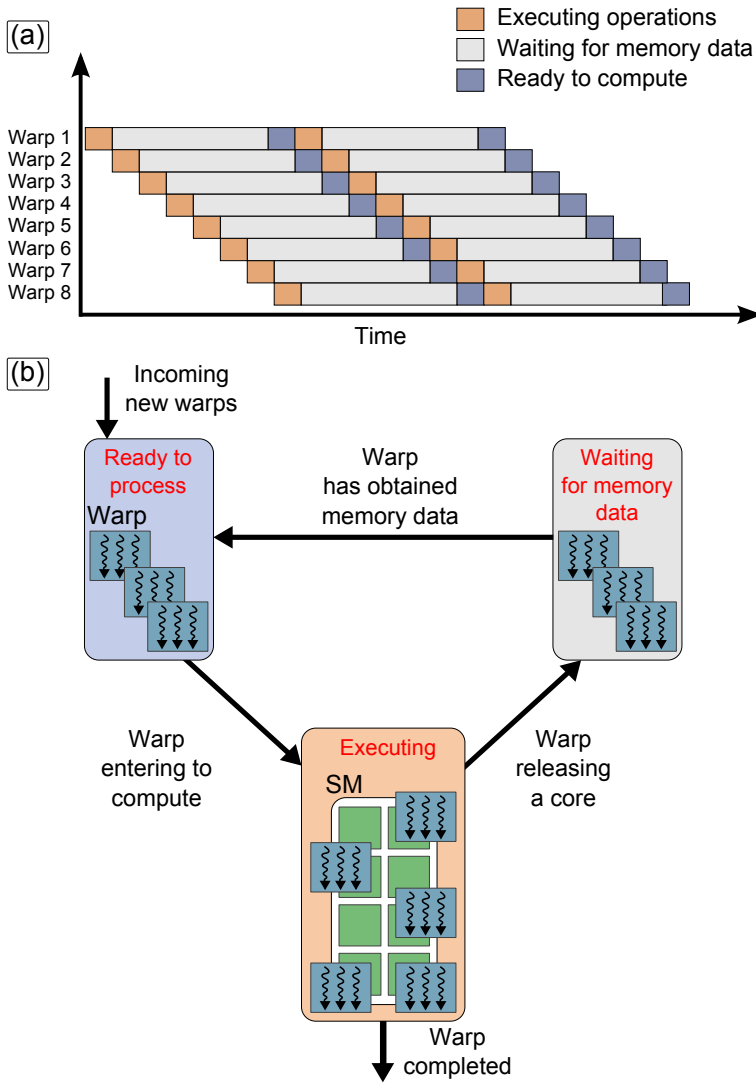 (a)
Executing operations
Waiting for memory data
Ready to compute
Warp 1
Warp 2
Warp 3
Warp 4
Warp 5
Warp 6
Warp 7
Warp 8
Time
(b)
Incoming
new warps
Ready to
process
Warp
Warp
has obtained
memory data
Waiting
for memory
data
Warp
entering to
compute
Executing
SM
Warp
releasing
a core
Warp
completed